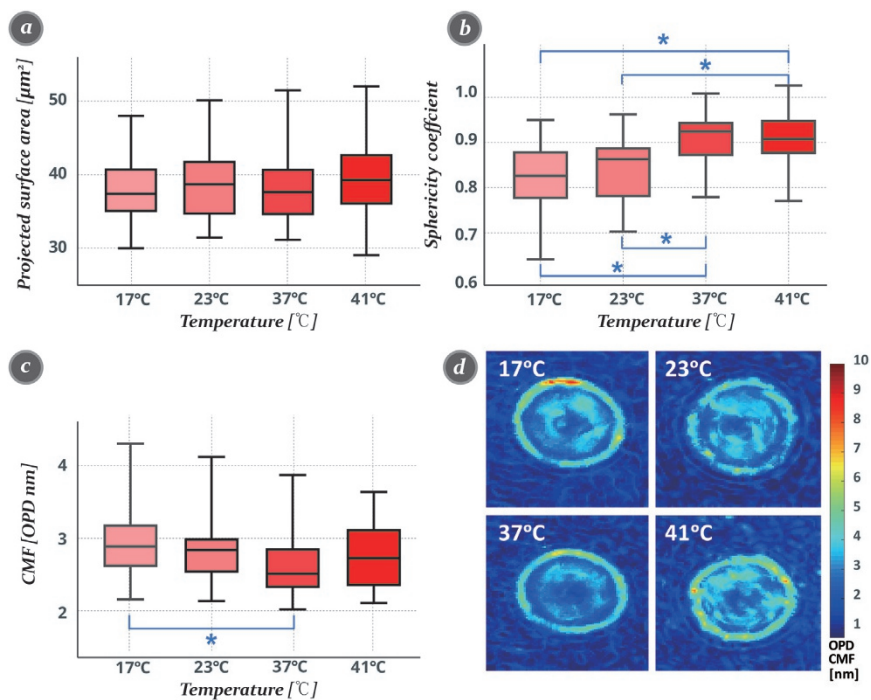 a
Projected surface area [μm²]
50
40
30
17°C 23°C 37°C 41°C
Temperature [℃]
b
Sphericity coeffcient
1.0
0.9
0.8
0.7
0.6
*
*
*
*
17°C 23°C 37°C 41°C
Temperature [℃]
c
CMF [OPD nm]
4
3
2
*
17°C 23°C 37°C 41°C
Temperature [℃]
d
17°C
23°C
37°C
41°C
10
9
8
7
6
5
4
3
2
1
OPD
CMF
[nm]